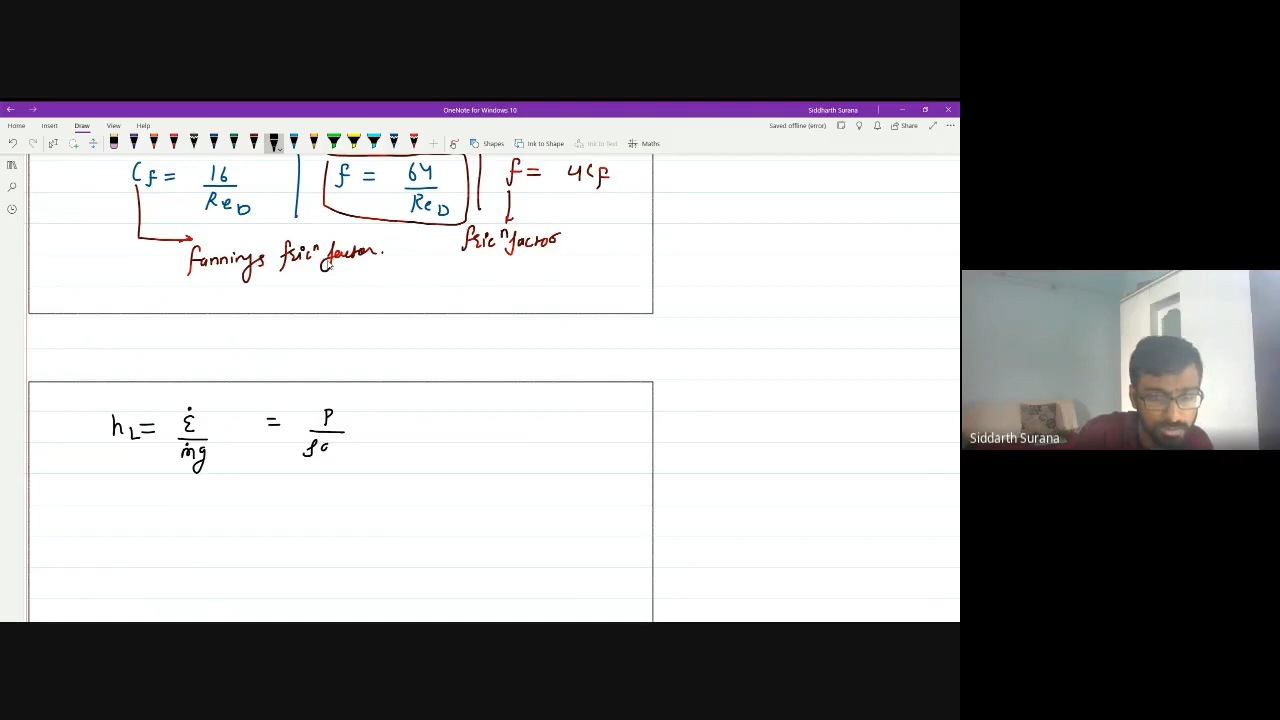 OneNote for Windows 10
Siddharth Surana
Home Insert Draw View Help
Saved offline (error)
Share
Shapes
Ink to Shape
Ink to Text
Maths
Cf = 16/ReD
f = 64/ReD
f = 4Cf
fannings fricⁿ factor.
fricⁿ factor
hL = ε̇/ṁg = P/ρ
Siddarth Surana